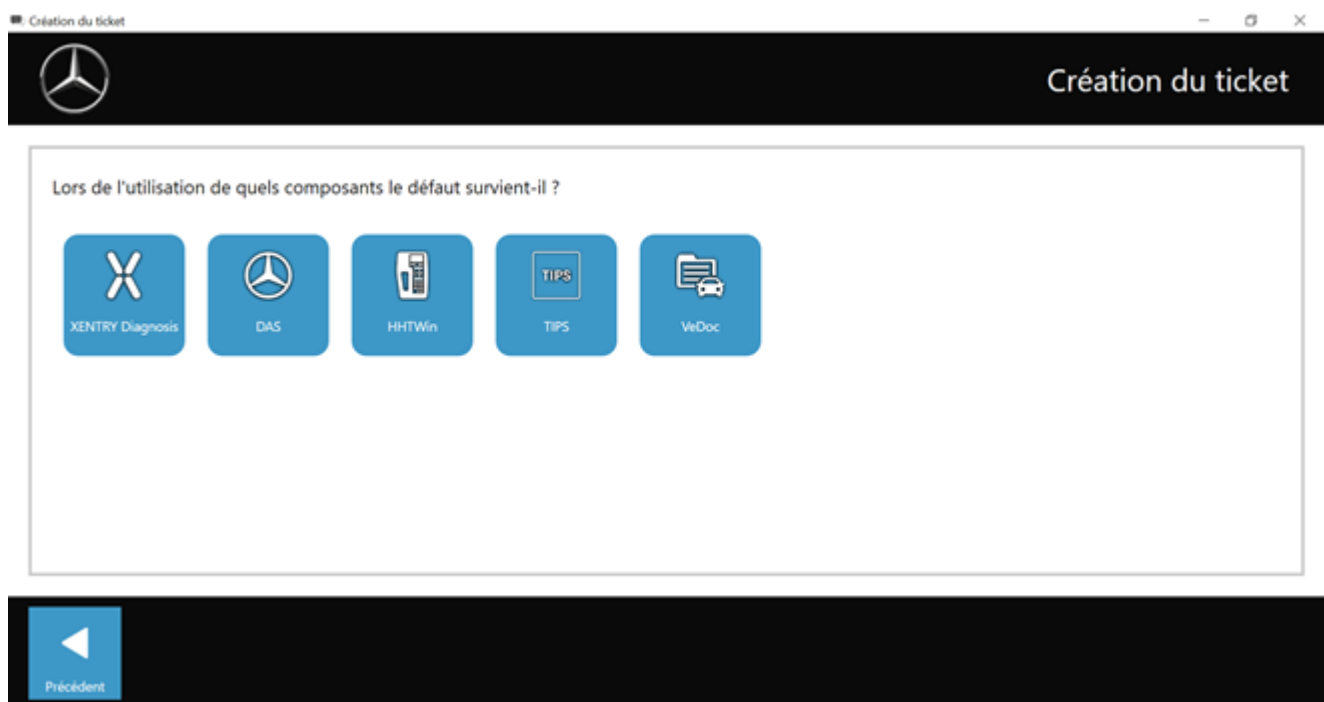 Création du ticket
Création du ticket
Lors de l'utilisation de quels composants le défaut survient-il ?
TIPS
XENTRY Diagnosis DAS HHTWin TIPS VeDoc
Précédent